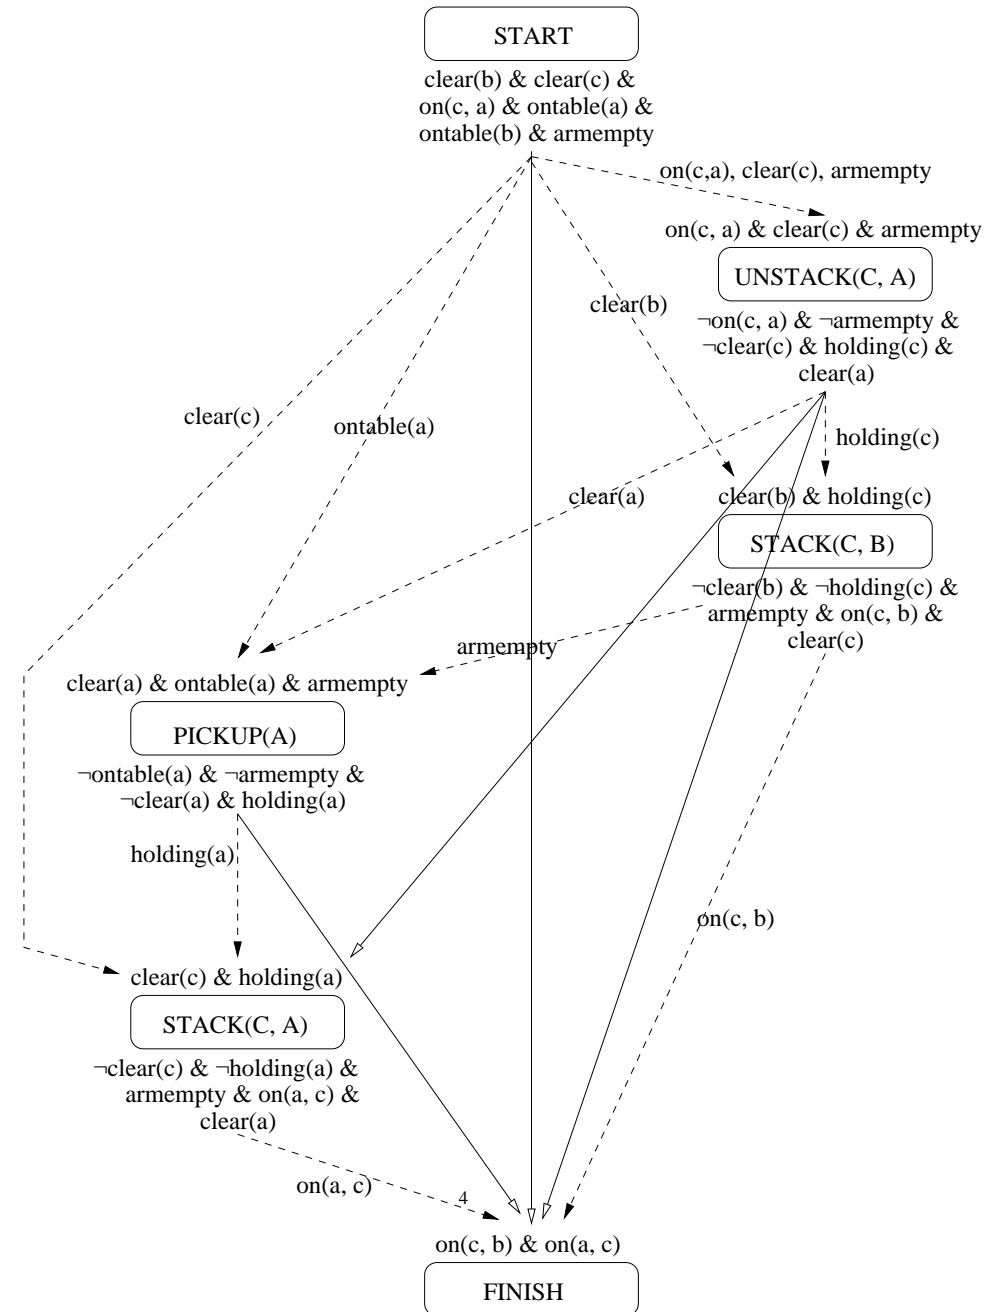 START
clear(b) & clear(c) &
on(c, a) & ontable(a) &
ontable(b) & armempty
on(c,a), clear(c), armempty
on(c, a) & clear(c) & armempty
UNSTACK(C, A)
clear(b)
¬on(c, a) & ¬armempty &
¬clear(c) & holding(c) &
clear(a)
clear(c)
ontable(a)
holding(c)
clear(a)
clear(b) & holding(c)
STACK(C, B)
¬clear(b) & ¬holding(c) &
armempty & on(c, b) &
clear(c)
armempty
clear(a) & ontable(a) & armempty
PICKUP(A)
¬ontable(a) & ¬armempty &
¬clear(a) & holding(a)
holding(a)
on(c, b)
clear(c) & holding(a)
STACK(C, A)
¬clear(c) & ¬holding(a) &
armempty & on(a, c) &
clear(a)
on(a, c)
4
on(c, b) & on(a, c)
FINISH